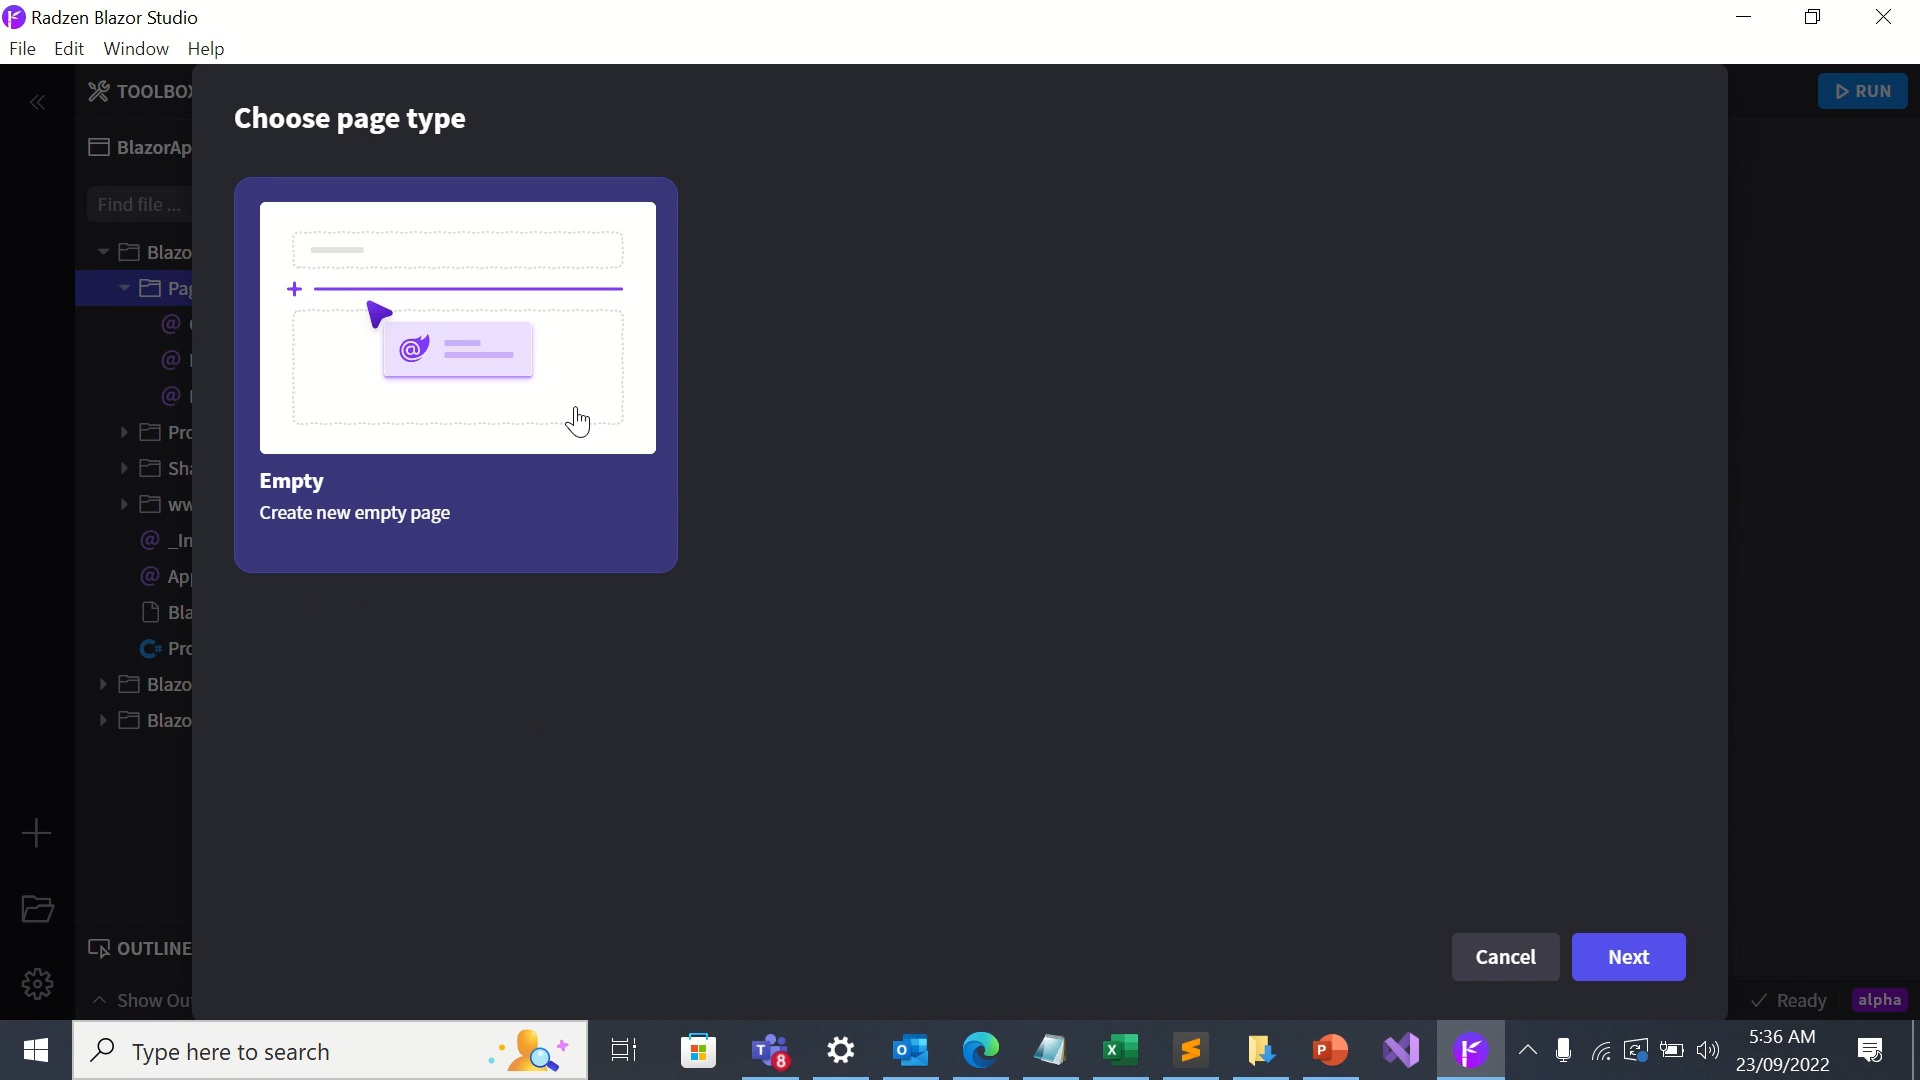 Radzen Blazor Studio
File Edit Window Help
TOOLBOX
RUN
Choose page type
BlazorAp
Find file ...
Blazo
Pag
Pro
Sha
ww
_In
App
Bla
Pro
Blazo
Blazo
Empty
Create new empty page
Cancel Next
OUTLINE
Show Out
Ready alpha
Type here to search
8
5:36 AM
23/09/2022